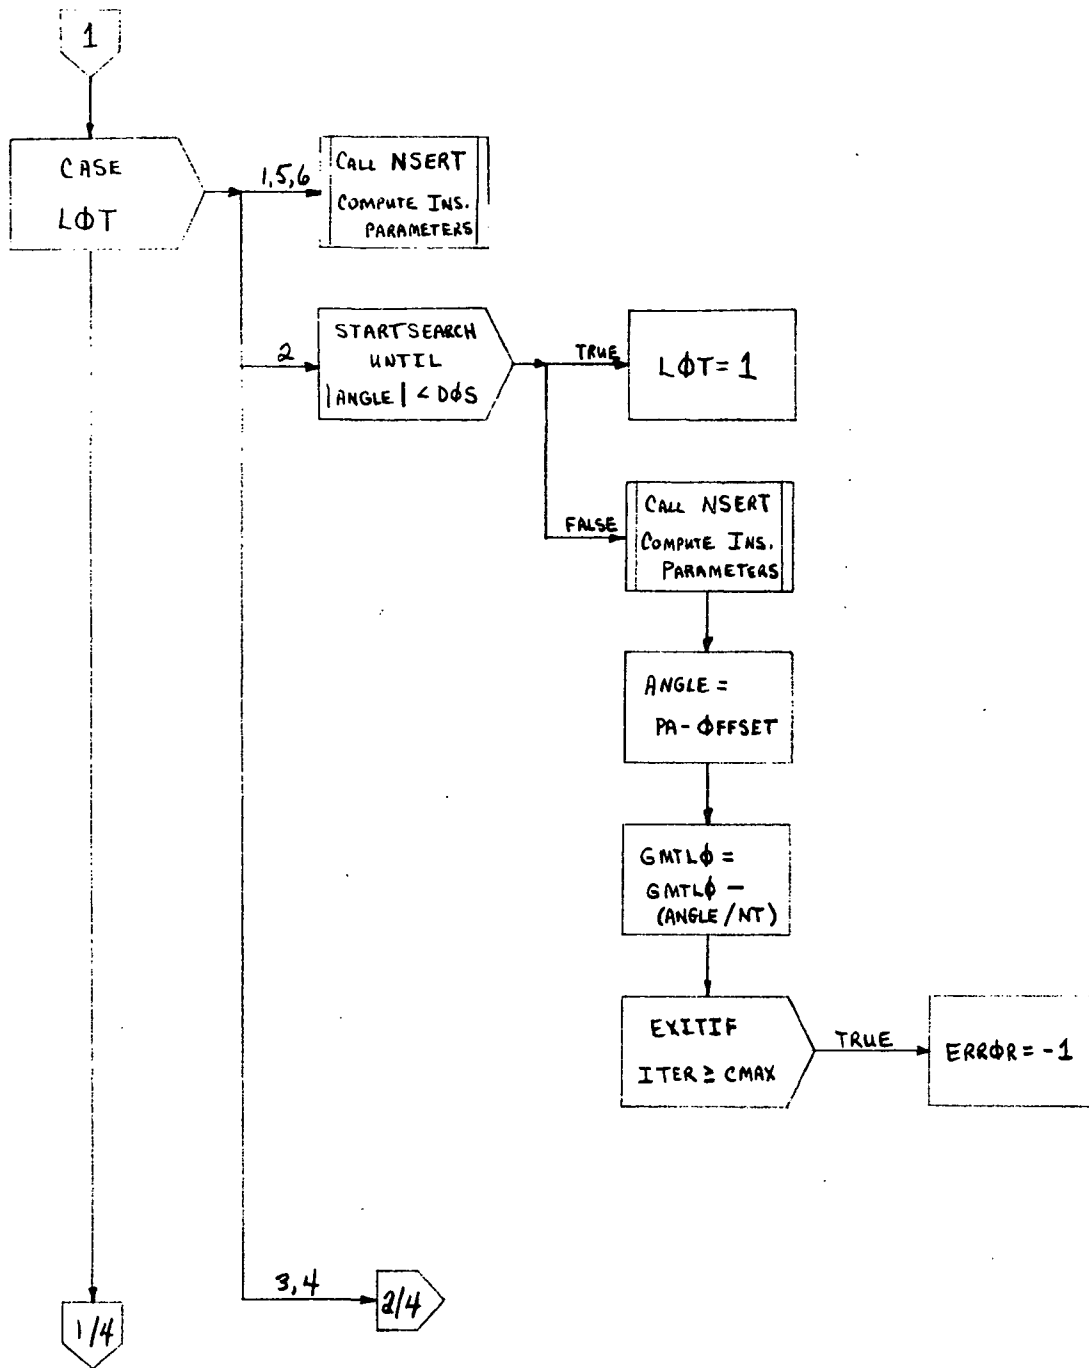 1
CASE
LØT
1,5,6
CALL NSERT
COMPUTE INS.
PARAMETERS
2
STARTSEARCH
UNTIL
|ANGLE| < DØS
TRUE
LØT = 1
FALSE
CALL NSERT
COMPUTE INS.
PARAMETERS
ANGLE =
PA - ØFFSET
GMTLØ =
GMTLØ -
(ANGLE/NT)
EXITIF
ITER ≥ CMAX
TRUE
ERRØR = -1
3,4
2/4
1/4